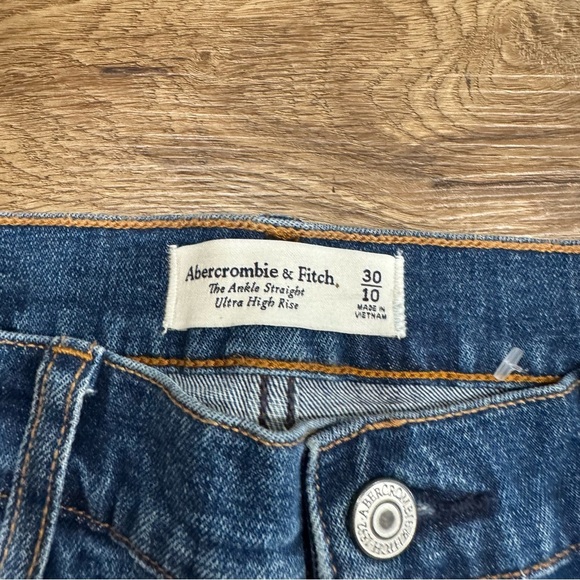 Abercrombie & Fitch.
The Ankle Straight
Ultra High Rise
30
10
MADE IN
VIETNAM